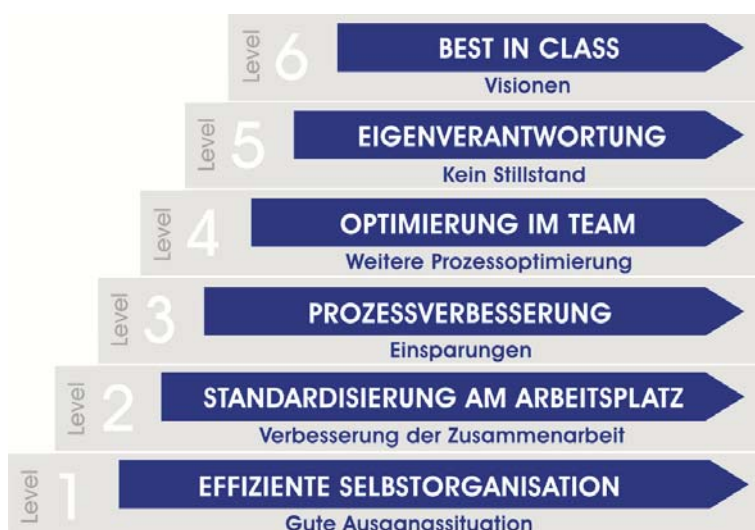 Level 6
BEST IN CLASS
Visionen
Level 5
EIGENVERANTWORTUNG
Kein Stillstand
Level 4
OPTIMIERUNG IM TEAM
Weitere Prozessoptimierung
Level 3
PROZESSVERBESSERUNG
Einsparungen
Level 2
STANDARDISIERUNG AM ARBEITSPLATZ
Verbesserung der Zusammenarbeit
Level 1
EFFIZIENTE SELBSTORGANISATION
Gute Ausgangssituation